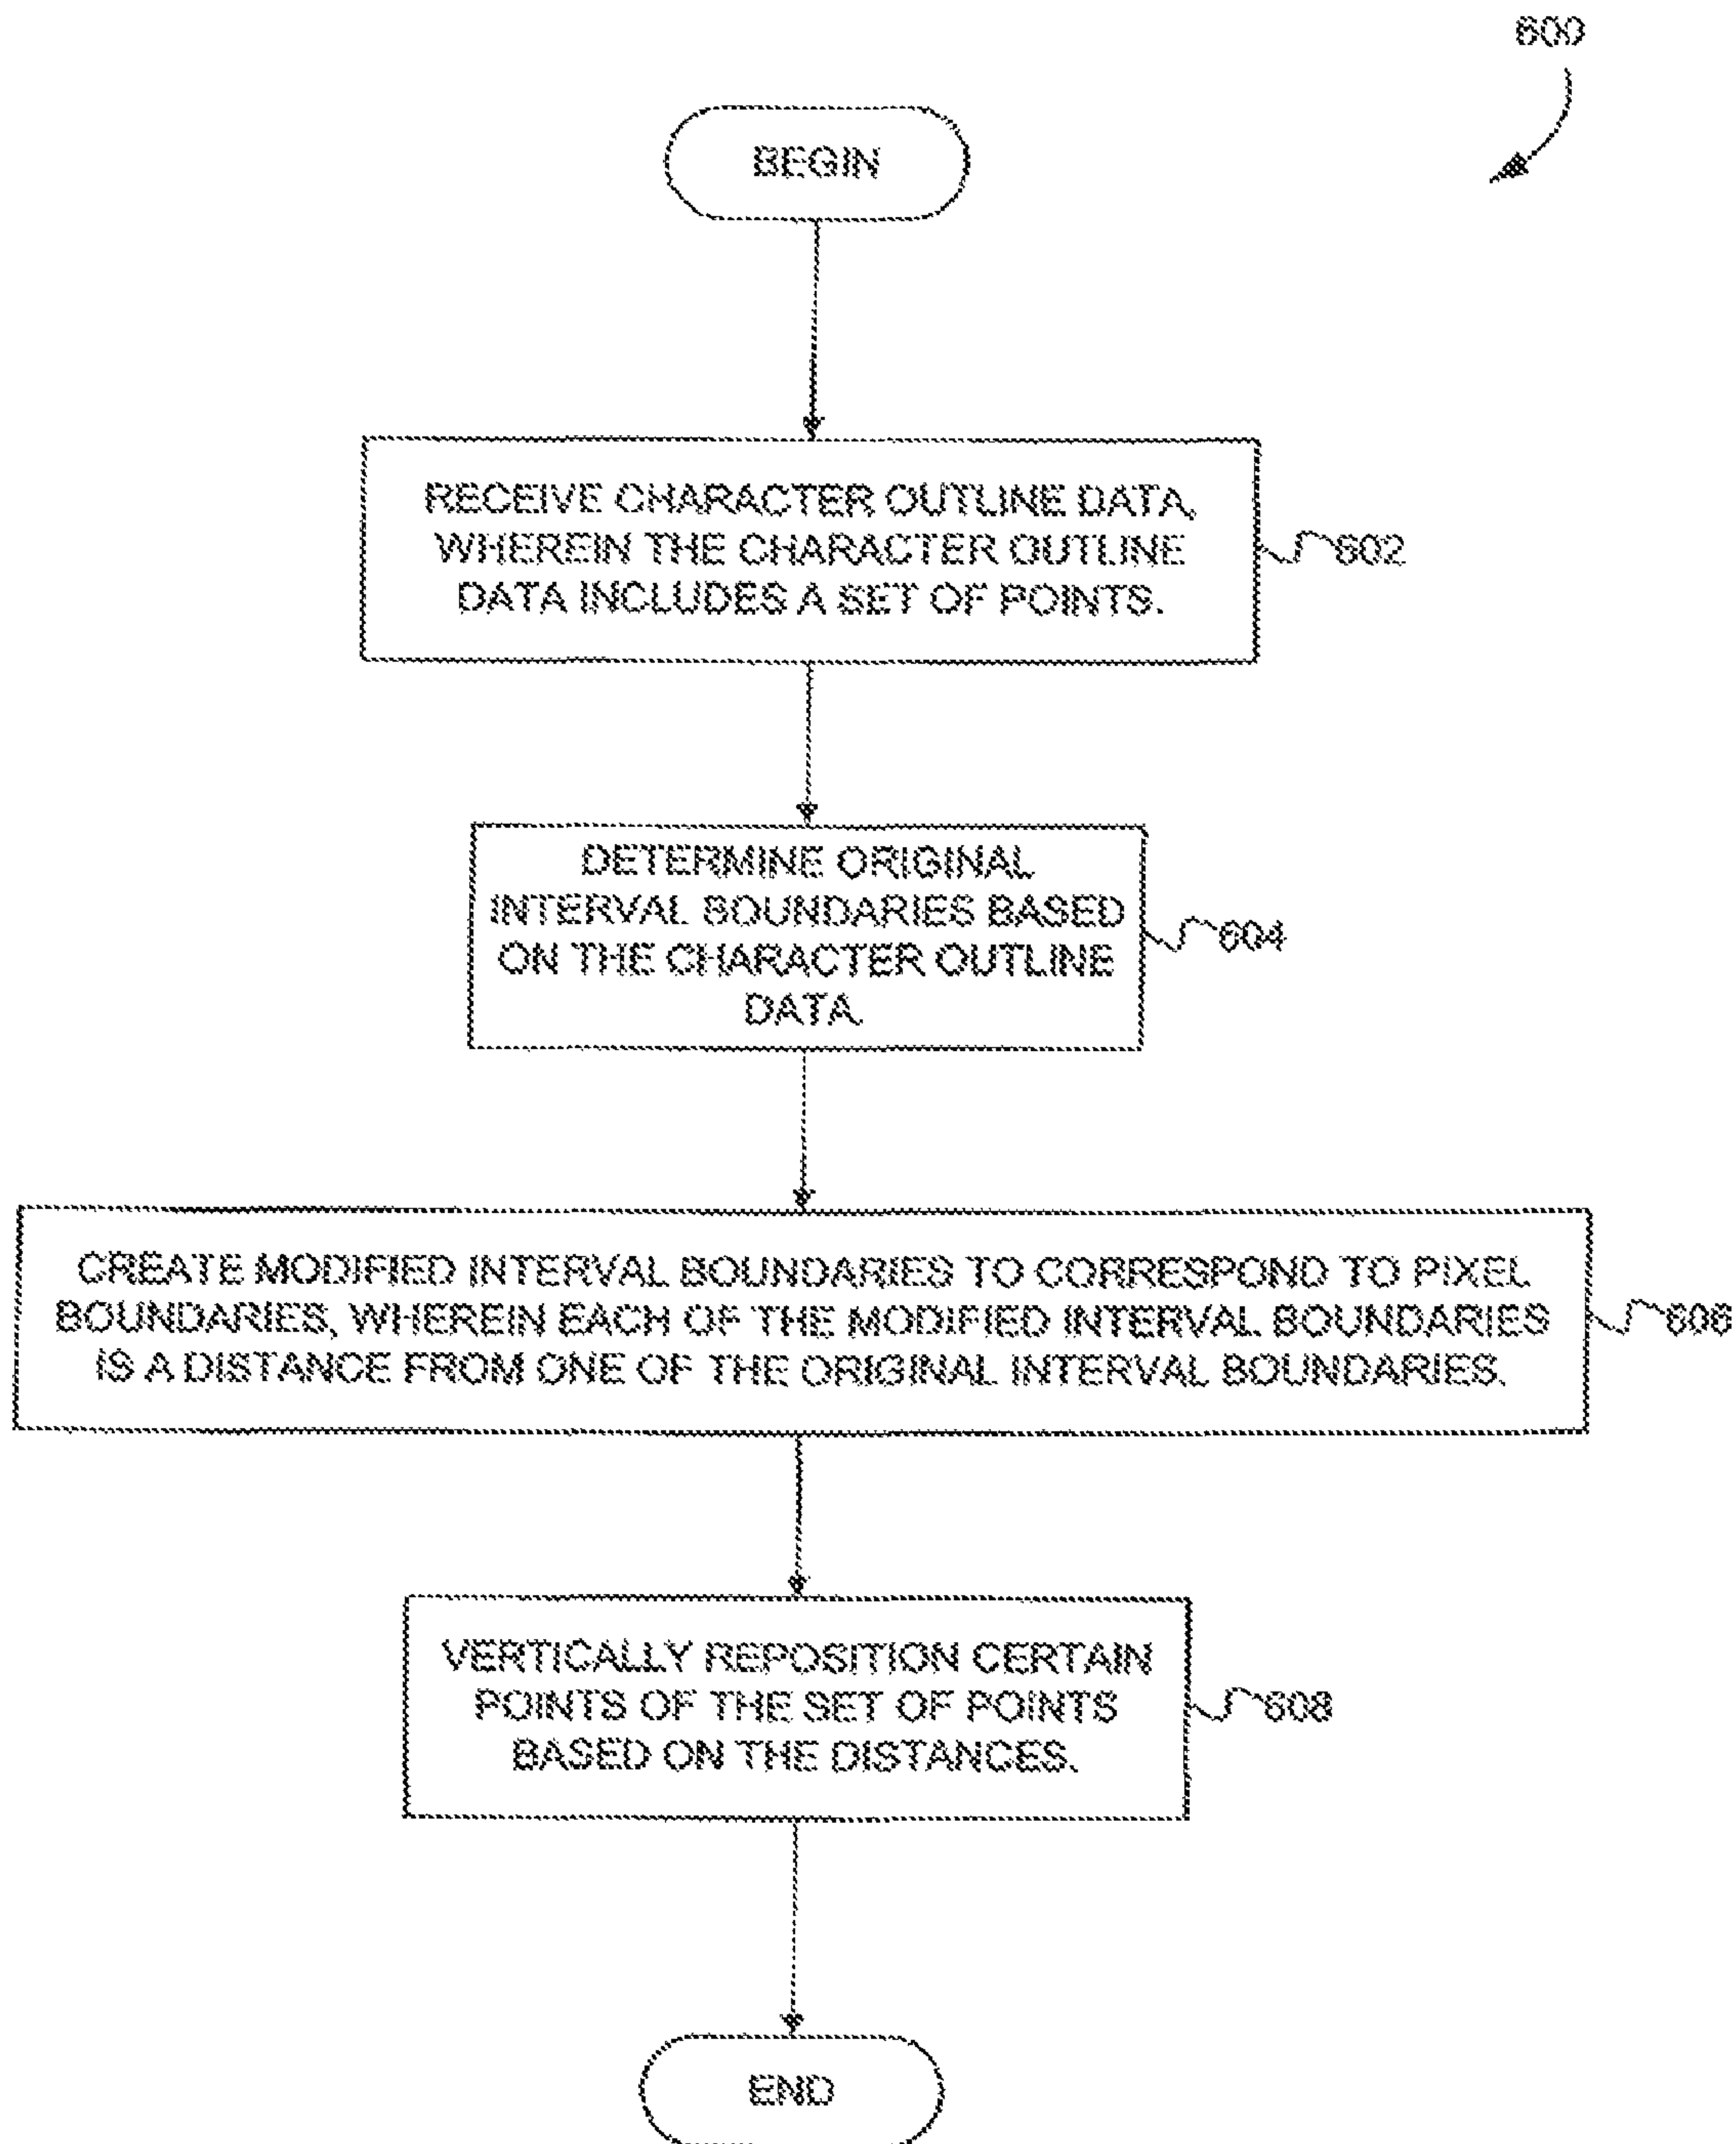 600
BEGIN
RECEIVE CHARACTER OUTLINE DATA,
WHEREIN THE CHARACTER OUTLINE
DATA INCLUDES A SET OF POINTS.
602
DETERMINE ORIGINAL
INTERVAL BOUNDARIES BASED
ON THE CHARACTER OUTLINE
DATA.
604
CREATE MODIFIED INTERVAL BOUNDARIES TO CORRESPOND TO PIXEL
BOUNDARIES, WHEREIN EACH OF THE MODIFIED INTERVAL BOUNDARIES
IS A DISTANCE FROM ONE OF THE ORIGINAL INTERVAL BOUNDARIES.
606
VERTICALLY REPOSITION CERTAIN
POINTS OF THE SET OF POINTS
BASED ON THE DISTANCES.
608
END